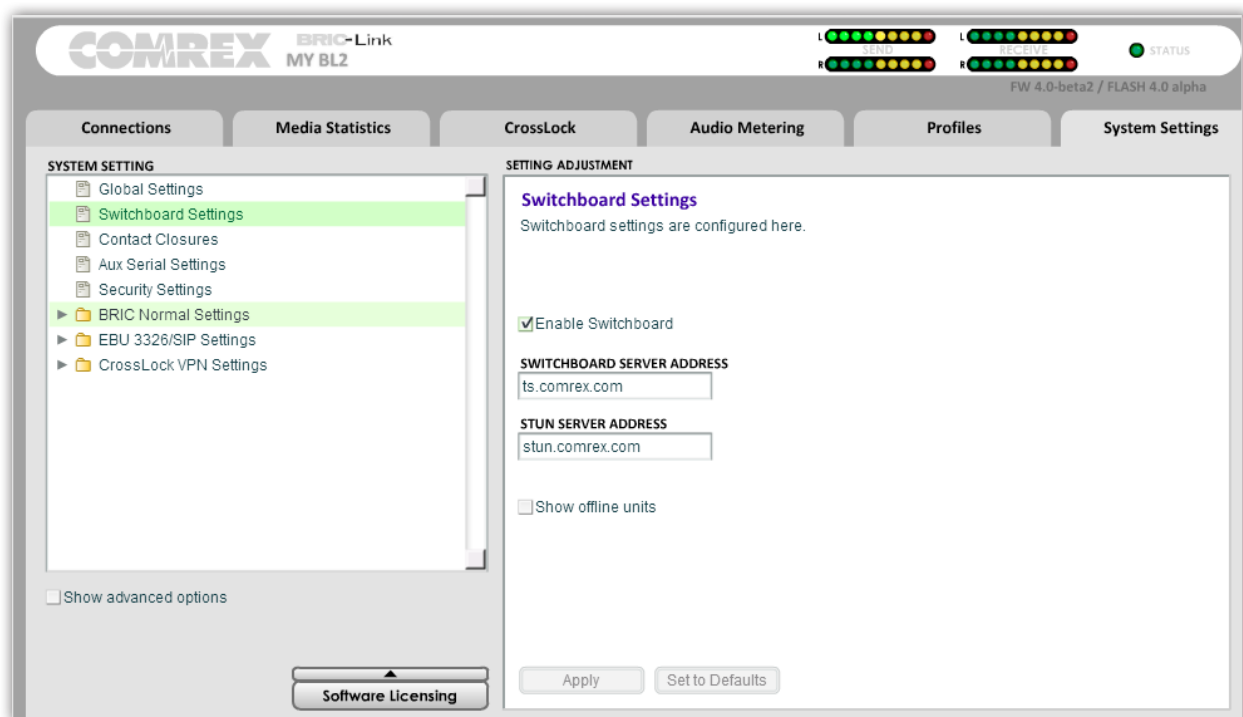 COMREX BRIC-Link
MY BL2
L SEND L RECEIVE STATUS
R R
FW 4.0-beta2 / FLASH 4.0 alpha
Connections Media Statistics CrossLock Audio Metering Profiles System Settings
SYSTEM SETTING
Global Settings
Switchboard Settings
Contact Closures
Aux Serial Settings
Security Settings
BRIC Normal Settings
EBU 3326/SIP Settings
CrossLock VPN Settings
Show advanced options
Software Licensing
SETTING ADJUSTMENT
Switchboard Settings
Switchboard settings are configured here.
Enable Switchboard
SWITCHBOARD SERVER ADDRESS
ts.comrex.com
STUN SERVER ADDRESS
stun.comrex.com
Show offline units
Apply Set to Defaults